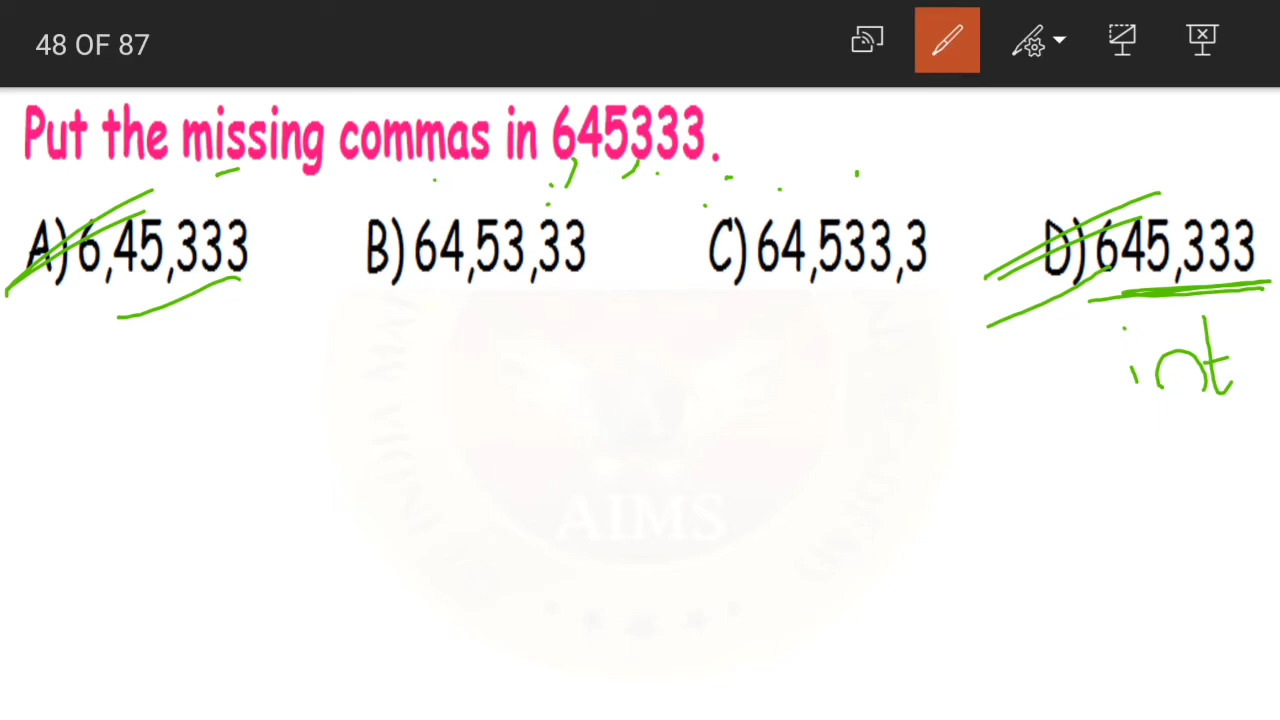 48 OF 87
Put the missing commas in 645333.
A) 6,45,333 B) 64,53,33 C) 64,533,3 D) 645,333
int
AIMS